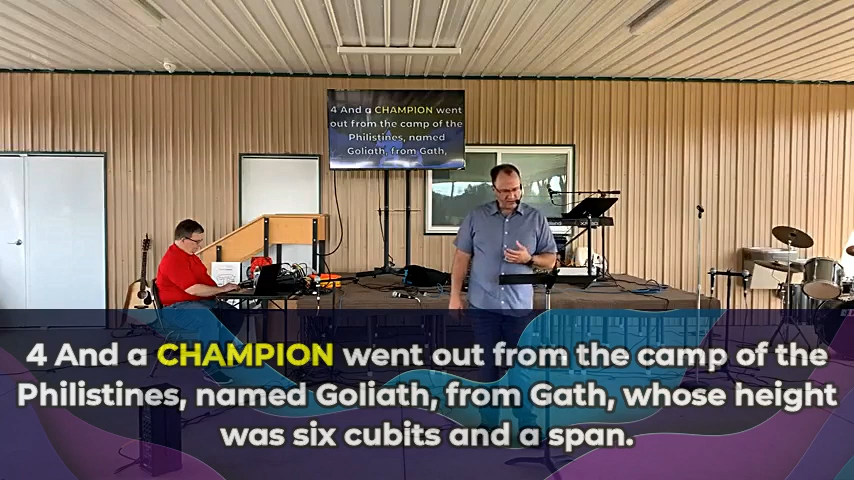 4 And a CHAMPION went
out from the camp of the
Philistines, named
Goliath, from Gath,
4 And a CHAMPION went out from the camp of the
Philistines, named Goliath, from Gath, whose height
was six cubits and a span.